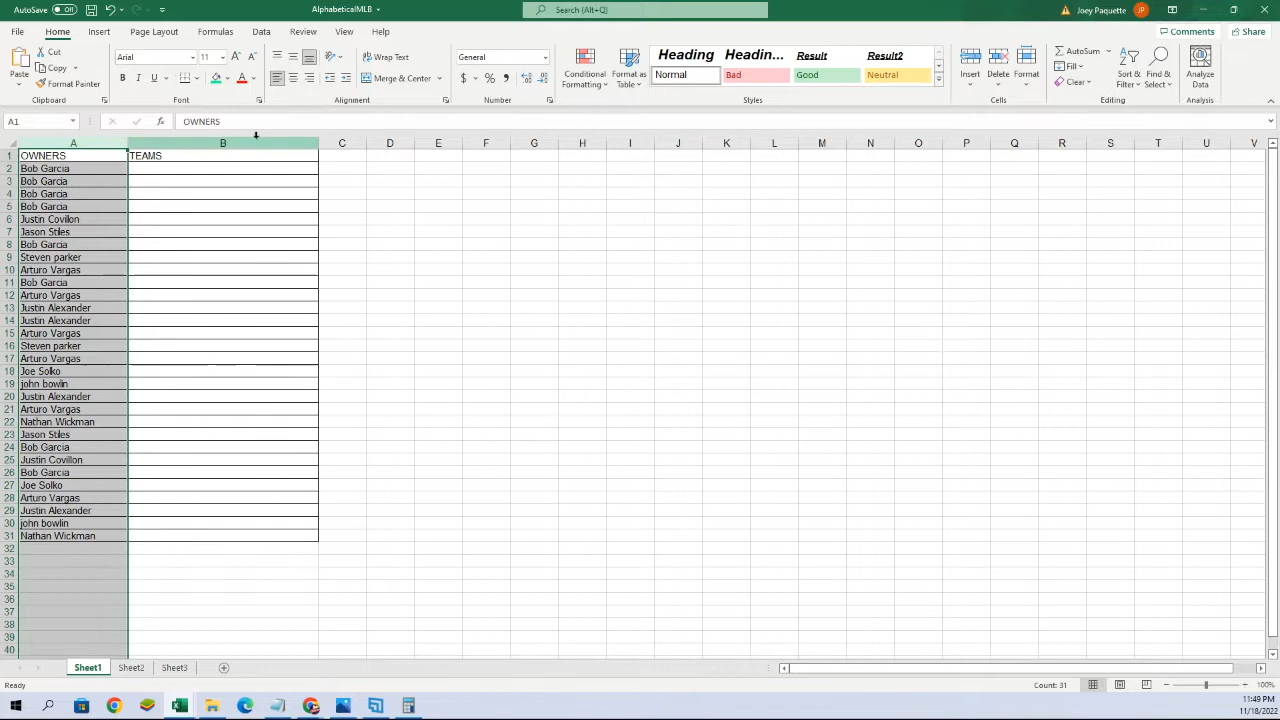 AutoSave Off AlphabeticalMLB Search (Alt+Q) Joey Paquette JP
File Home Insert Page Layout Formulas Data Review View Help Comments Share
Paste Cut Copy Format Painter Clipboard
Arial 11 B I U A A A Font
Wrap Text Merge & Center Alignment
General $ % , Number
Conditional Formatting Format as Table
Heading Headin... Result Result2
Normal Bad Good Neutral
Styles
Insert Delete Format Cells
AutoSum Fill Clear Sort & Filter Find & Select Editing
Analyze Data Analysis
A1 fx OWNERS
A B C D E F G H I J K L M N O P Q R S T U V
1 OWNERS TEAMS
2 Bob Garcia
3 Bob Garcia
4 Bob Garcia
5 Bob Garcia
6 Justin Covilon
7 Jason Stiles
8 Bob Garcia
9 Steven parker
10 Arturo Vargas
11 Bob Garcia
12 Arturo Vargas
13 Justin Alexander
14 Justin Alexander
15 Arturo Vargas
16 Steven parker
17 Arturo Vargas
18 Joe Solko
19 john bowlin
20 Justin Alexander
21 Arturo Vargas
22 Nathan Wickman
23 Jason Stiles
24 Bob Garcia
25 Justin Covillon
26 Bob Garcia
27 Joe Solko
28 Arturo Vargas
29 Justin Alexander
30 john bowlin
31 Nathan Wickman
32
33
34
35
36
37
38
39
40
Sheet1 Sheet2 Sheet3
Ready Count: 31 100%
11:49 PM
11/18/2022